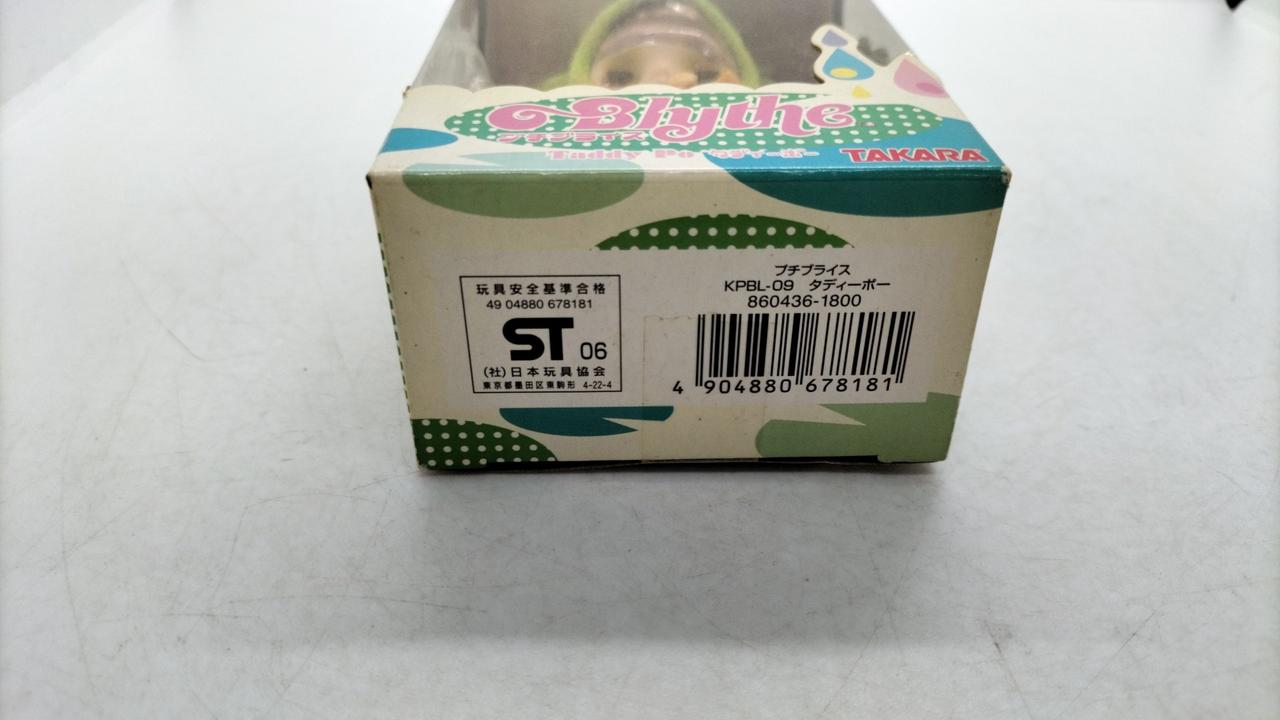 Blythe
プチブライス
Taddy Po タディーポー
TAKARA
玩具安全基準合格
49 04880 678181
ST 06
(社)日本玩具協会
東京都墨田区東駒形 4-22-4
プチブライス
KPBL-09 タディーポー
860436-1800
4 904880 678181